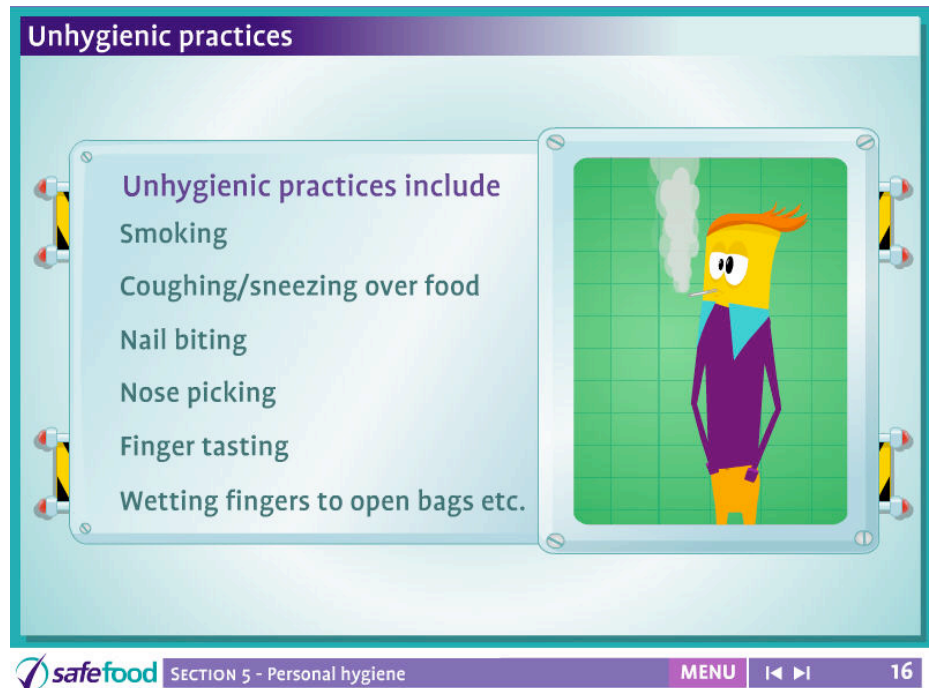 Unhygienic practices
Unhygienic practices include
Smoking
Coughing/sneezing over food
Nail biting
Nose picking
Finger tasting
Wetting fingers to open bags etc.
safefood SECTION 5 - Personal hygiene MENU 16